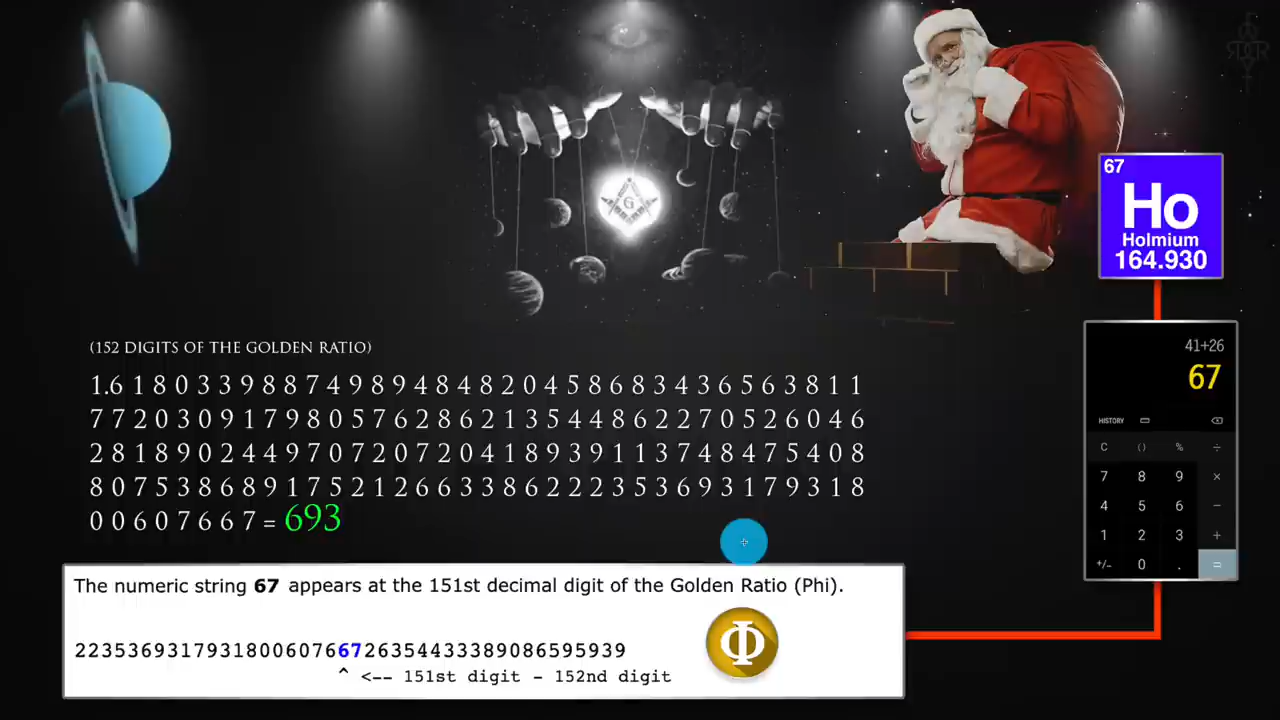 G
67
Ho
Holmium
164.930
(152 DIGITS OF THE GOLDEN RATIO)
1.6 1 8 0 3 3 9 8 8 7 4 9 8 9 4 8 4 8 2 0 4 5 8 6 8 3 4 3 6 5 6 3 8 1 1
7 7 2 0 3 0 9 1 7 9 8 0 5 7 6 2 8 6 2 1 3 5 4 4 8 6 2 2 7 0 5 2 6 0 4 6
2 8 1 8 9 0 2 4 4 9 7 0 7 2 0 7 2 0 4 1 8 9 3 9 1 1 3 7 4 8 4 7 5 4 0 8
8 0 7 5 3 8 6 8 9 1 7 5 2 1 2 6 6 3 3 8 6 2 2 2 3 5 3 6 9 3 1 7 9 3 1 8
0 0 6 0 7 6 6 7 = 693
41+26
67
HISTORY
C ( ) % ÷
7 8 9 ×
4 5 6 −
1 2 3 +
+/− 0 . =
The numeric string 67 appears at the 151st decimal digit of the Golden Ratio (Phi).
22353693179318006076672635443338908659 5939
^ <-- 151st digit - 152nd digit
Φ